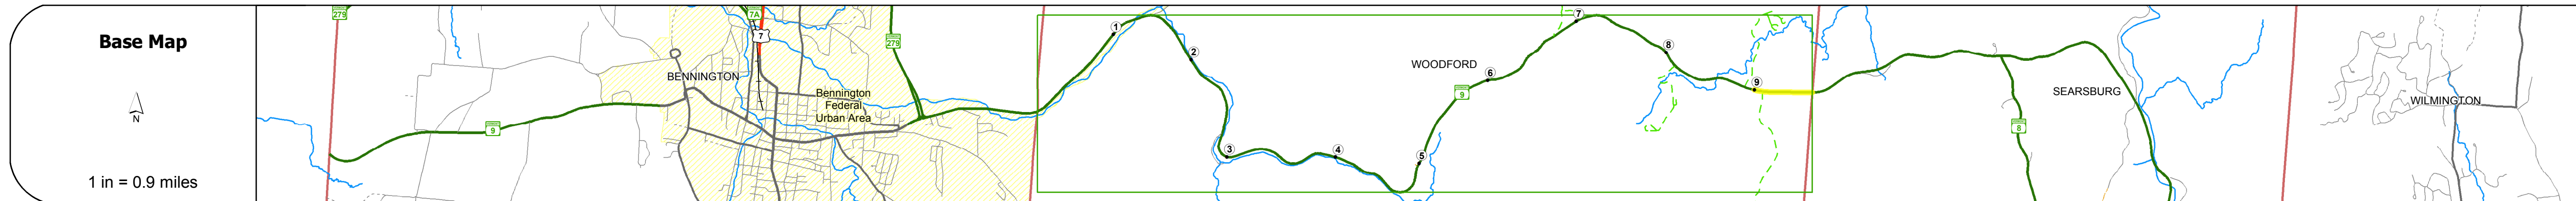 Base Map
N
1 in = 0.9 miles
279
9
BENNINGTON
7A
7
279
Bennington
Federal
Urban Area
1
2
3
4
5
WOODFORD
9
6
7
8
9
8
SEARSBURG
WILMINGTON